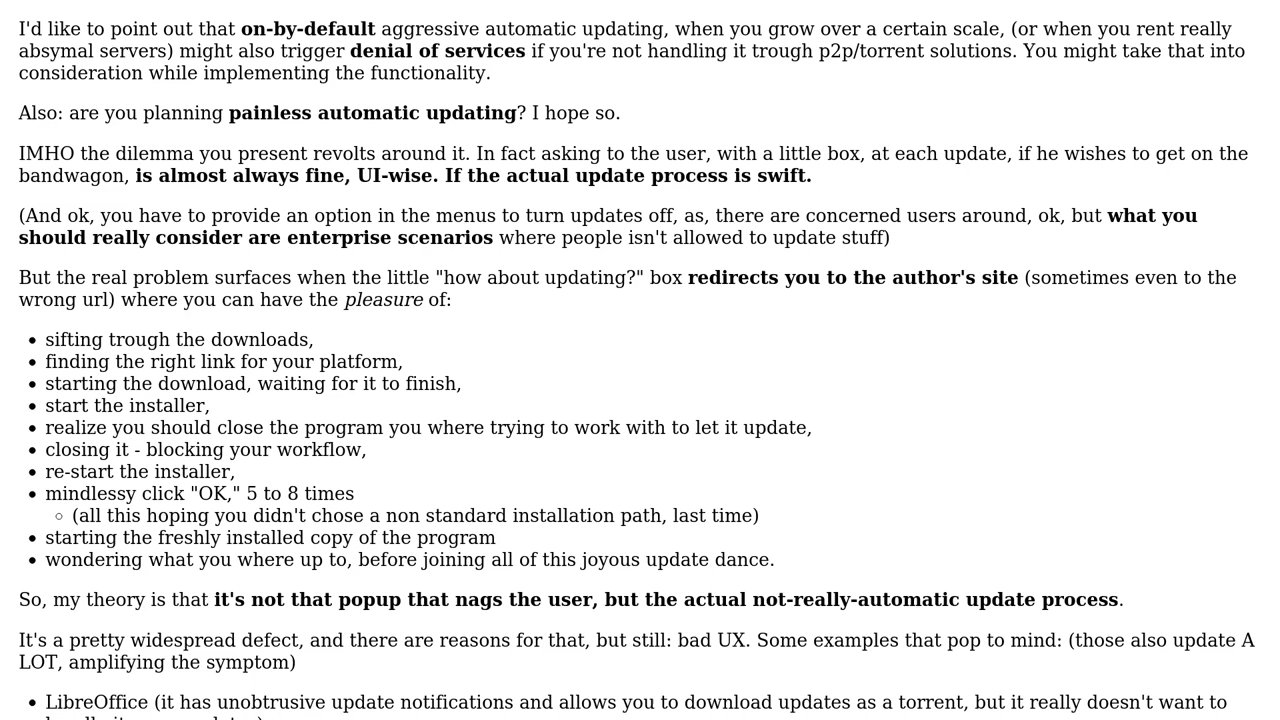 I'd like to point out that on-by-default aggressive automatic updating, when you grow over a certain scale, (or when you rent really
absymal servers) might also trigger denial of services if you're not handling it trough p2p/torrent solutions. You might take that into
consideration while implementing the functionality.
Also: are you planning painless automatic updating? I hope so.
IMHO the dilemma you present revolts around it. In fact asking to the user, with a little box, at each update, if he wishes to get on the
bandwagon, is almost always fine, UI-wise. If the actual update process is swift.
(And ok, you have to provide an option in the menus to turn updates off, as, there are concerned users around, ok, but what you
should really consider are enterprise scenarios where people isn't allowed to update stuff)
But the real problem surfaces when the little "how about updating?" box redirects you to the author's site (sometimes even to the
wrong url) where you can have the pleasure of:
• sifting trough the downloads,
• finding the right link for your platform,
• starting the download, waiting for it to finish,
• start the installer,
• realize you should close the program you where trying to work with to let it update,
• closing it - blocking your workflow,
• re-start the installer,
• mindlessy click "OK," 5 to 8 times
◦ (all this hoping you didn't chose a non standard installation path, last time)
• starting the freshly installed copy of the program
• wondering what you where up to, before joining all of this joyous update dance.
So, my theory is that it's not that popup that nags the user, but the actual not-really-automatic update process.
It's a pretty widespread defect, and there are reasons for that, but still: bad UX. Some examples that pop to mind: (those also update A
LOT, amplifying the symptom)
• LibreOffice (it has unobtrusive update notifications and allows you to download updates as a torrent, but it really doesn't want to